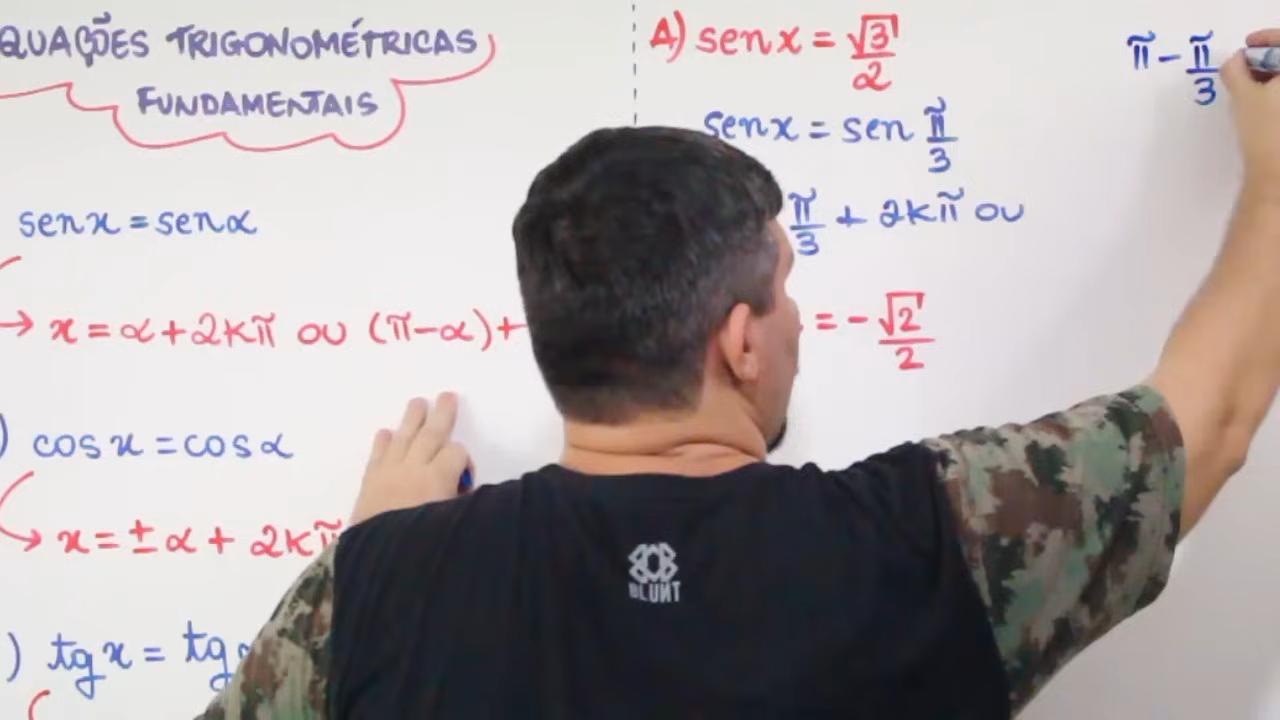 QUAÇÕES TRIGONOMÉTRICAS
FUNDAMENTAIS
sen x = sen α
→ x = α + 2kπ ou (π-α)+
) cos x = cos α
x = ± α + 2kπ
) tg x = tg
A) sen x = √3/2
sen x = sen π/3
π/3 + 2kπ ou
= - √2/2
π - π/3
BLUNT